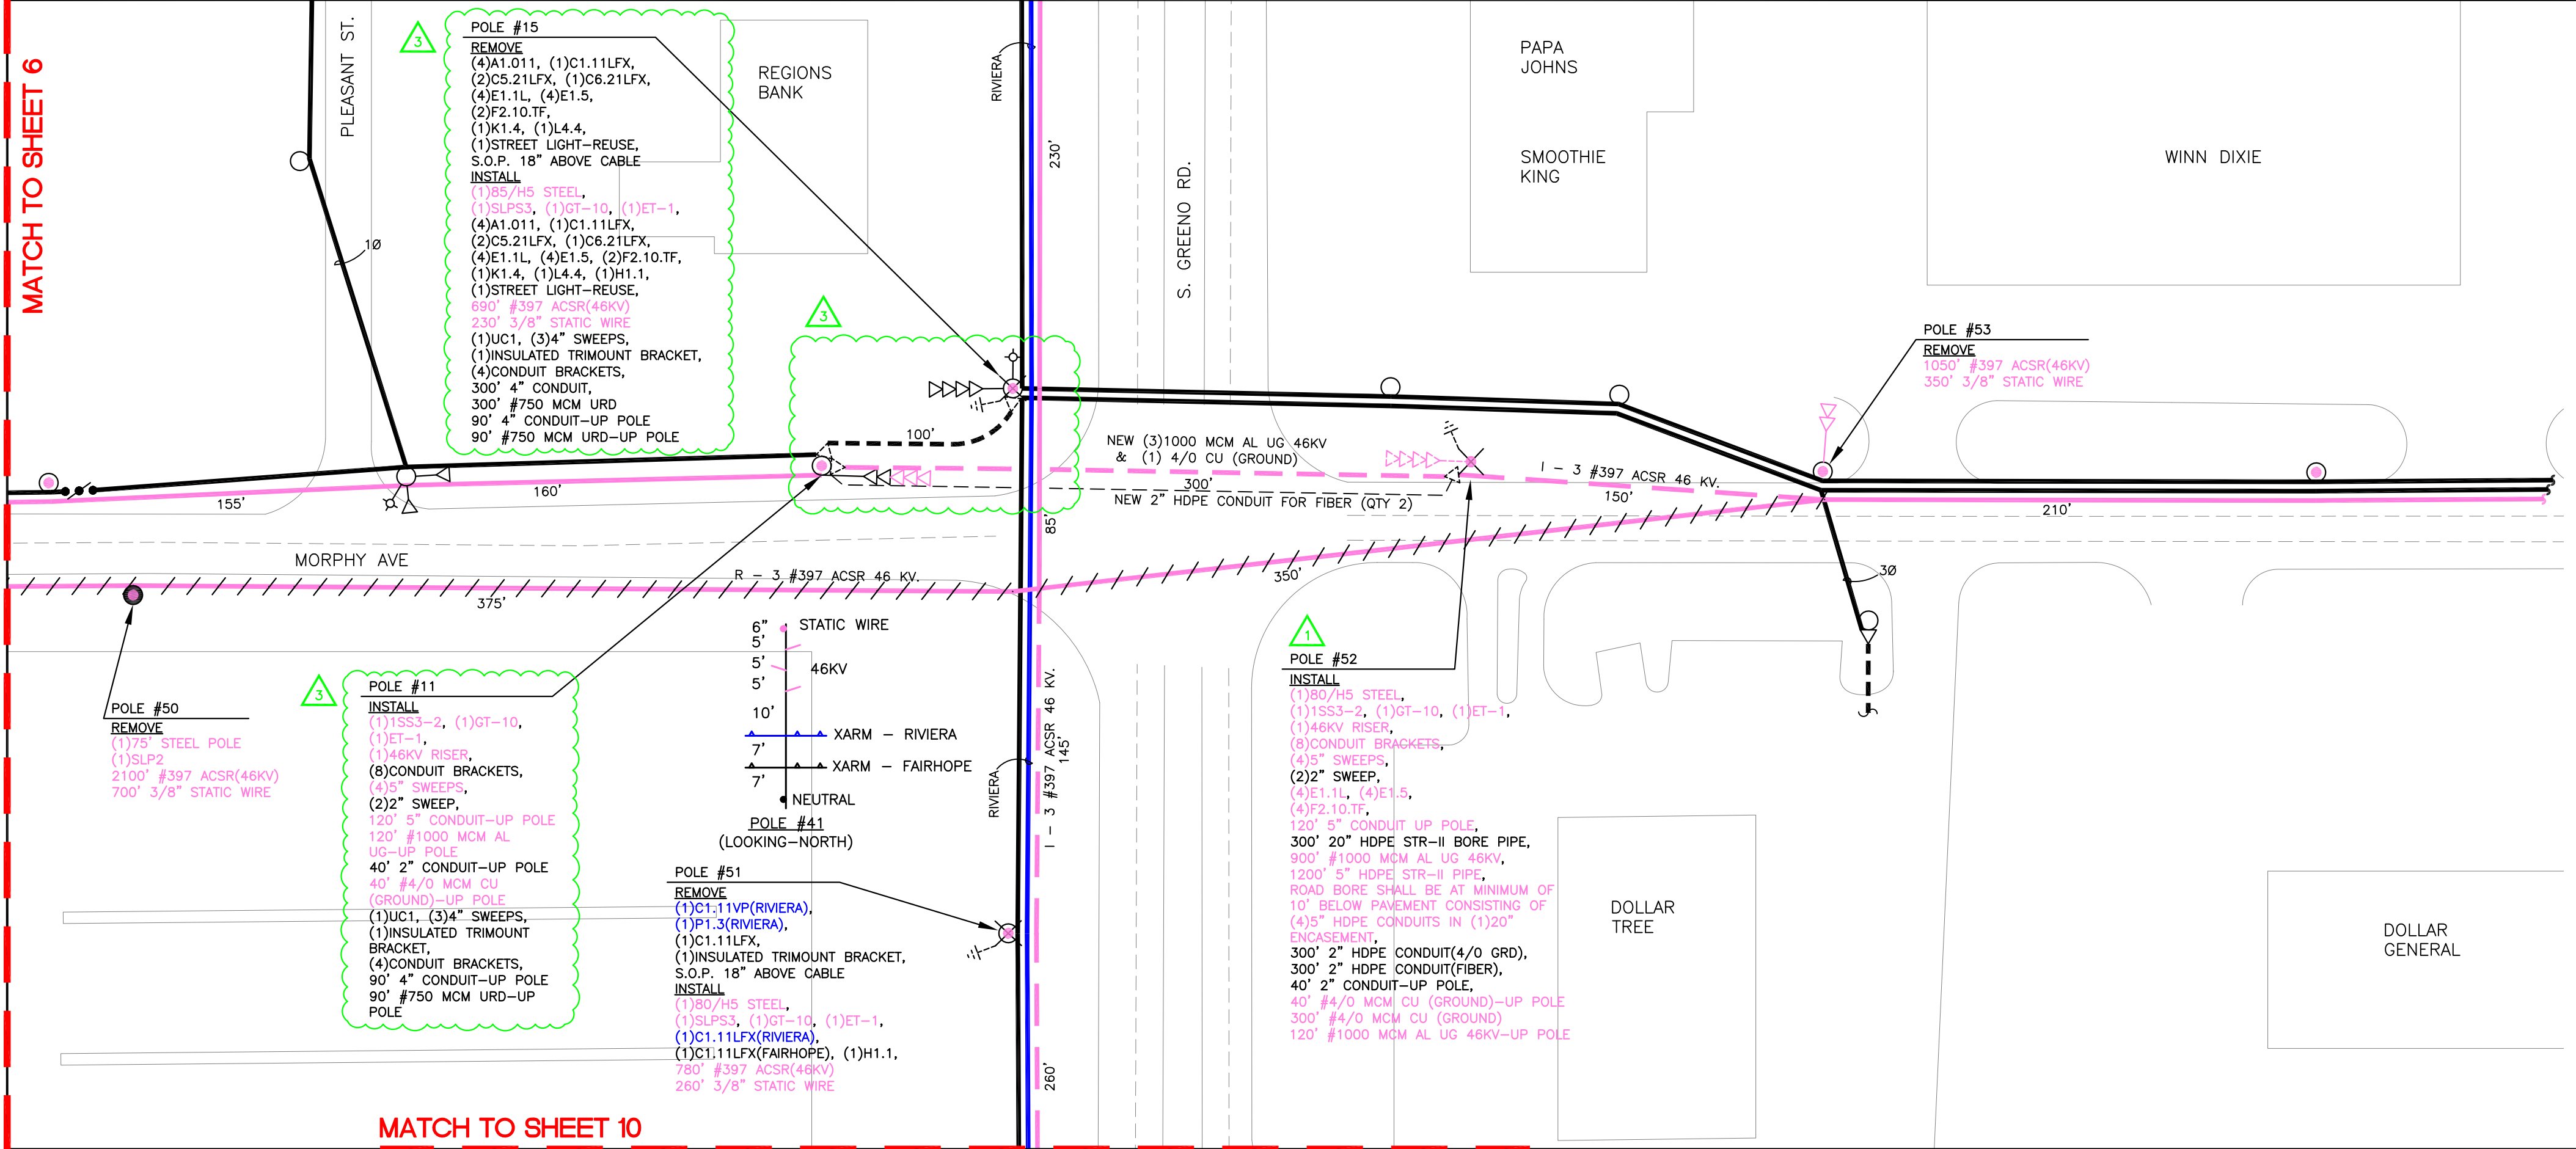 MATCH TO SHEET 6
PLEASANT ST.
3
POLE #15
REMOVE
(4)A1.011, (1)C1.11LFX,
(2)C5.21LFX, (1)C6.21LFX,
(4)E1.1L, (4)E1.5,
(2)F2.10.TF,
(1)K1.4, (1)L4.4,
(1)STREET LIGHT-REUSE,
S.O.P. 18" ABOVE CABLE
INSTALL
(1)85/H5 STEEL,
(1)SLPS3, (1)GT-10, (1)ET-1,
(4)A1.011, (1)C1.11LFX,
(2)C5.21LFX, (1)C6.21LFX,
(4)E1.1L, (4)E1.5, (2)F2.10.TF,
(1)K1.4, (1)L4.4, (1)H1.1,
(1)STREET LIGHT-REUSE,
690' #397 ACSR(46KV)
230' 3/8" STATIC WIRE
(1)UC1, (3)4" SWEEPS,
(1)INSULATED TRIMOUNT BRACKET,
(4)CONDUIT BRACKETS,
300' 4" CONDUIT,
300' #750 MCM URD
90' 4" CONDUIT-UP POLE
90' #750 MCM URD-UP POLE
REGIONS
BANK
RIVIERA
230'
S. GREENO RD.
PAPA
JOHNS
SMOOTHIE
KING
WINN DIXIE
1Ø
3
POLE #53
REMOVE
1050' #397 ACSR(46KV)
350' 3/8" STATIC WIRE
100'
NEW (3)1000 MCM AL UG 46KV
& (1) 4/0 CU (GROUND)
300'
NEW 2" HDPE CONDUIT FOR FIBER (QTY 2)
I - 3 #397 ACSR 46 KV.
150'
210'
155'
160'
85'
MORPHY AVE
R - 3 #397 ACSR 46 KV.
375'
350'
3Ø
6"
STATIC WIRE
5'
5'
46KV
5'
10'
XARM - RIVIERA
7'
XARM - FAIRHOPE
7'
NEUTRAL
POLE #41
(LOOKING-NORTH)
RIVIERA
I - 3 #397 ACSR 46 KV.
145'
260'
POLE #50
REMOVE
(1)75' STEEL POLE
(1)SLP2
2100' #397 ACSR(46KV)
700' 3/8" STATIC WIRE
3
POLE #11
INSTALL
(1)1SS3-2, (1)GT-10,
(1)ET-1,
(1)46KV RISER,
(8)CONDUIT BRACKETS,
(4)5" SWEEPS,
(2)2" SWEEP,
120' 5" CONDUIT-UP POLE
120' #1000 MCM AL
UG-UP POLE
40' 2" CONDUIT-UP POLE
40' #4/0 MCM CU
(GROUND)-UP POLE
(1)UC1, (3)4" SWEEPS,
(1)INSULATED TRIMOUNT
BRACKET,
(4)CONDUIT BRACKETS,
90' 4" CONDUIT-UP POLE
90' #750 MCM URD-UP
POLE
POLE #51
REMOVE
(1)C1.11VP(RIVIERA),
(1)P1.3(RIVIERA),
(1)C1.11LFX,
(1)INSULATED TRIMOUNT BRACKET,
S.O.P. 18" ABOVE CABLE
INSTALL
(1)80/H5 STEEL,
(1)SLPS3, (1)GT-10, (1)ET-1,
(1)C1.11LFX(RIVIERA),
(1)C1.11LFX(FAIRHOPE), (1)H1.1,
780' #397 ACSR(46KV)
260' 3/8" STATIC WIRE
1
POLE #52
INSTALL
(1)80/H5 STEEL,
(1)1SS3-2, (1)GT-10, (1)ET-1,
(1)46KV RISER,
(8)CONDUIT BRACKETS,
(4)5" SWEEPS,
(2)2" SWEEP,
(4)E1.1L, (4)E1.5,
(4)F2.10.TF,
120' 5" CONDUIT UP POLE,
300' 20" HDPE STR-II BORE PIPE,
900' #1000 MCM AL UG 46KV,
1200' 5" HDPE STR-II PIPE,
ROAD BORE SHALL BE AT MINIMUM OF
10' BELOW PAVEMENT CONSISTING OF
(4)5" HDPE CONDUITS IN (1)20"
ENCASEMENT,
300' 2" HDPE CONDUIT(4/0 GRD),
300' 2" HDPE CONDUIT(FIBER),
40' 2" CONDUIT-UP POLE,
40' #4/0 MCM CU (GROUND)-UP POLE
300' #4/0 MCM CU (GROUND)
120' #1000 MCM AL UG 46KV-UP POLE
DOLLAR
TREE
DOLLAR
GENERAL
MATCH TO SHEET 10